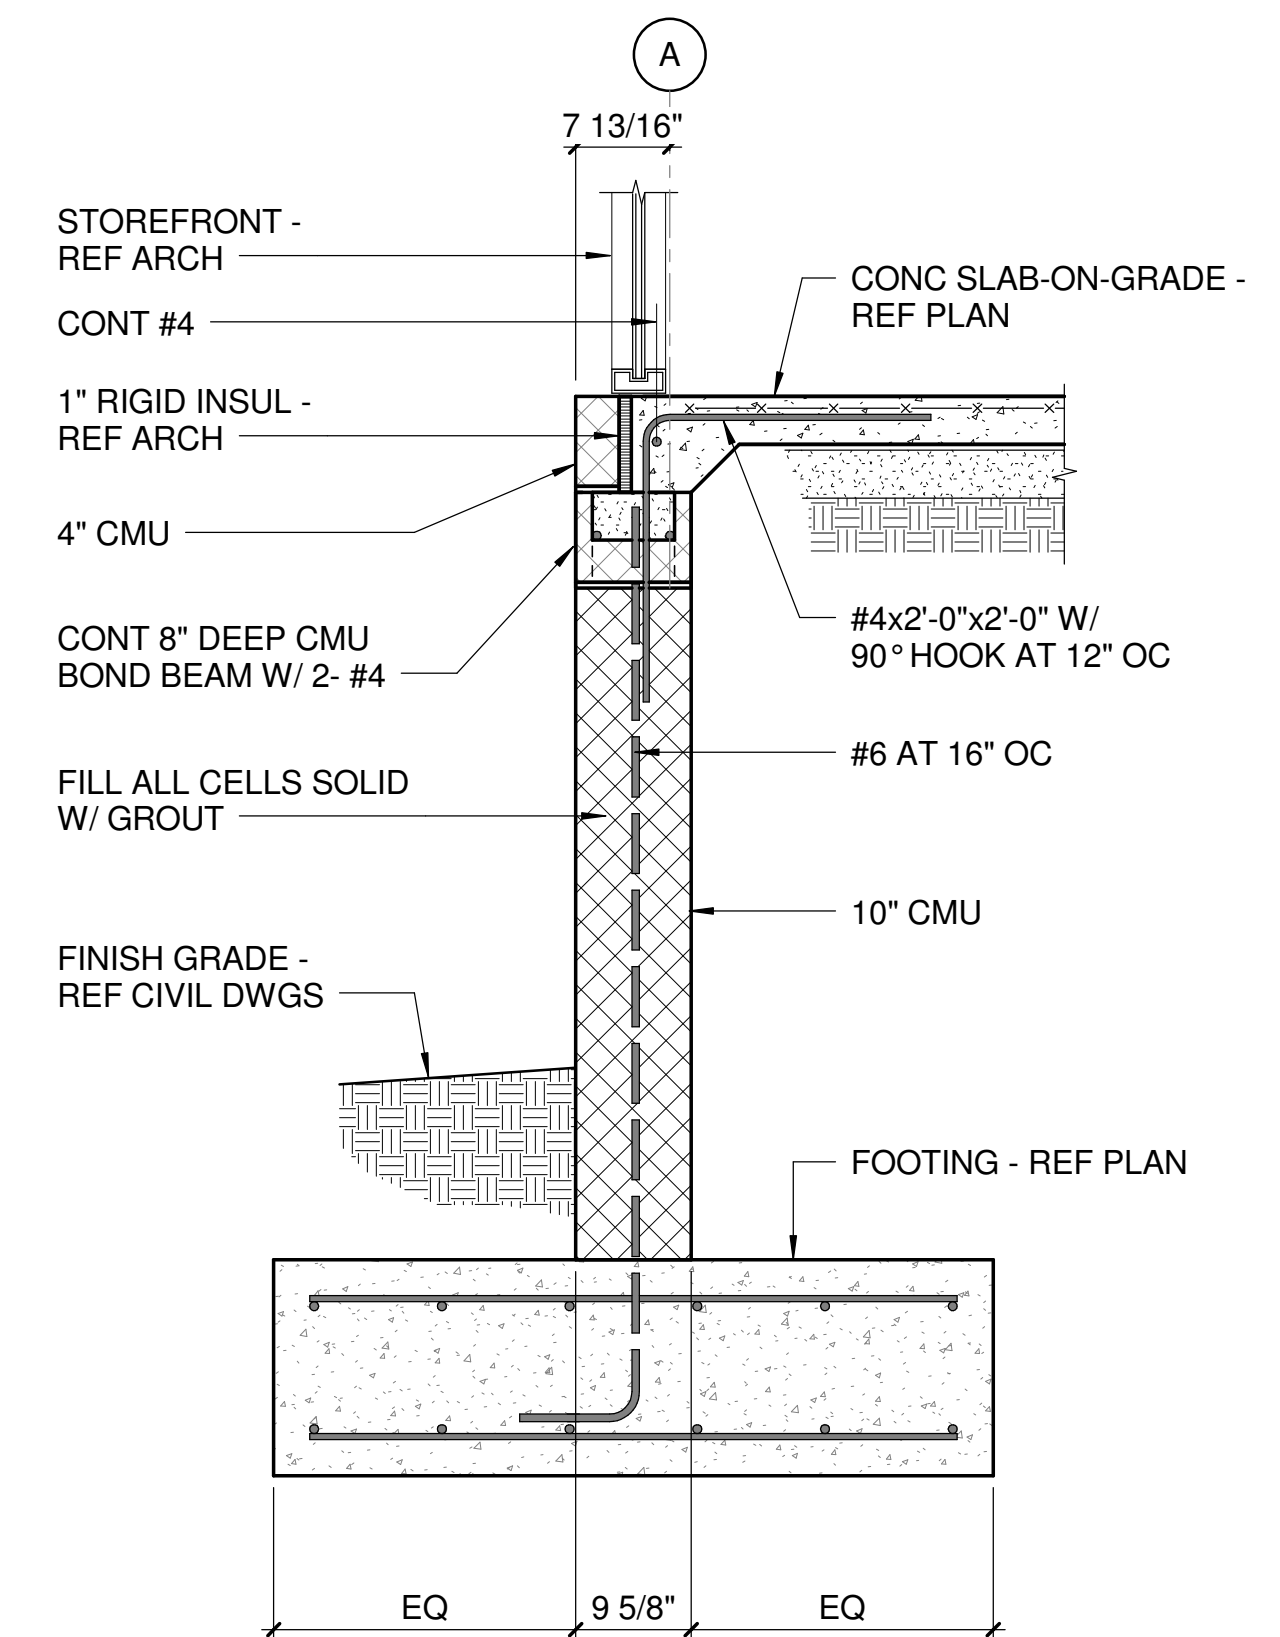 A
7 13/16"
STOREFRONT -
REF ARCH
CONT #4
1" RIGID INSUL -
REF ARCH
4" CMU
CONT 8" DEEP CMU
BOND BEAM W/ 2- #4
FILL ALL CELLS SOLID
W/ GROUT
FINISH GRADE -
REF CIVIL DWGS
CONC SLAB-ON-GRADE -
REF PLAN
#4x2'-0"x2'-0" W/
90° HOOK AT 12" OC
#6 AT 16" OC
10" CMU
FOOTING - REF PLAN
EQ
9 5/8"
EQ